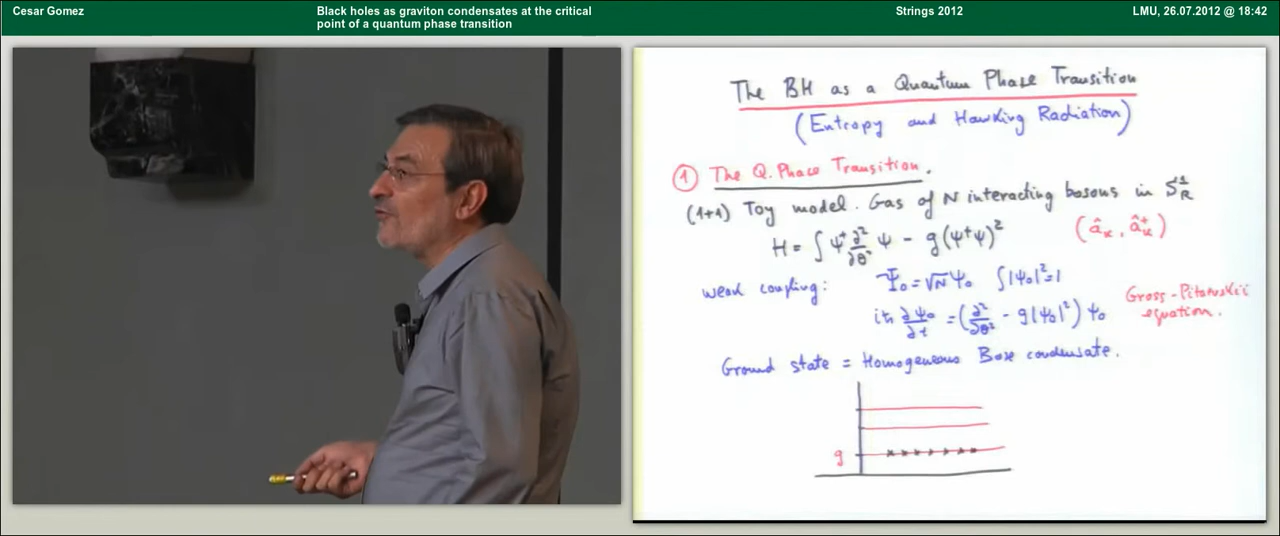 Cesar Gomez
Black holes as graviton condensates at the critical
point of a quantum phase transition
Strings 2012
LMU, 26.07.2012 @ 18:42
The BH as a Quantum Phase Transition
(Entropy and Hawking Radiation)
① The Q. Phase Transition.
(1+1) Toy model. Gas of N interacting bosons in S¹_R
H = ∫ ψ⁺ ∂²/∂θ² ψ − g(ψ⁺ψ)² (â_k, â⁺_k)
weak coupling: Ψ₀ = √N ψ₀ ∫|ψ₀|² = 1
iħ ∂ψ₀/∂t = (∂²/∂θ² − g|ψ₀|²) ψ₀
Gross-Pitaevskii
equation.
Ground state = Homogeneous Bose condensate.
g